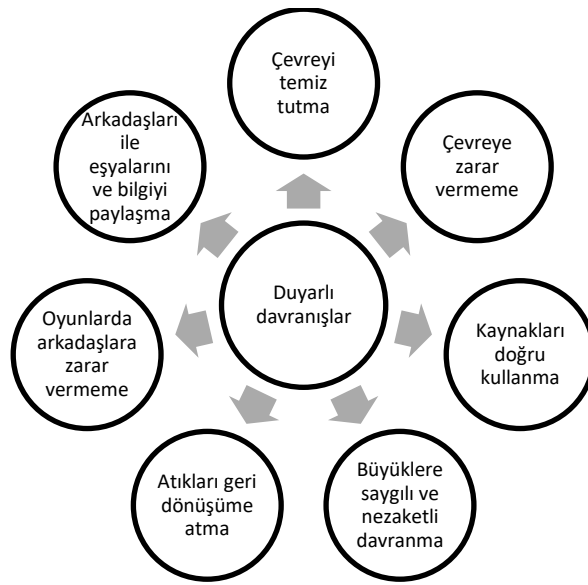 Çevreyi
temiz
tutma
Çevreye
zarar
vermeme
Kaynakları
doğru
kullanma
Büyüklere
saygılı ve
nezaketli
davranma
Atıkları geri
dönüşüme
atma
Oyunlarda
arkadaşlara
zarar
vermeme
Arkadaşları
ile
eşyalarını
ve bilgiyi
paylaşma
Duyarlı
davranışlar